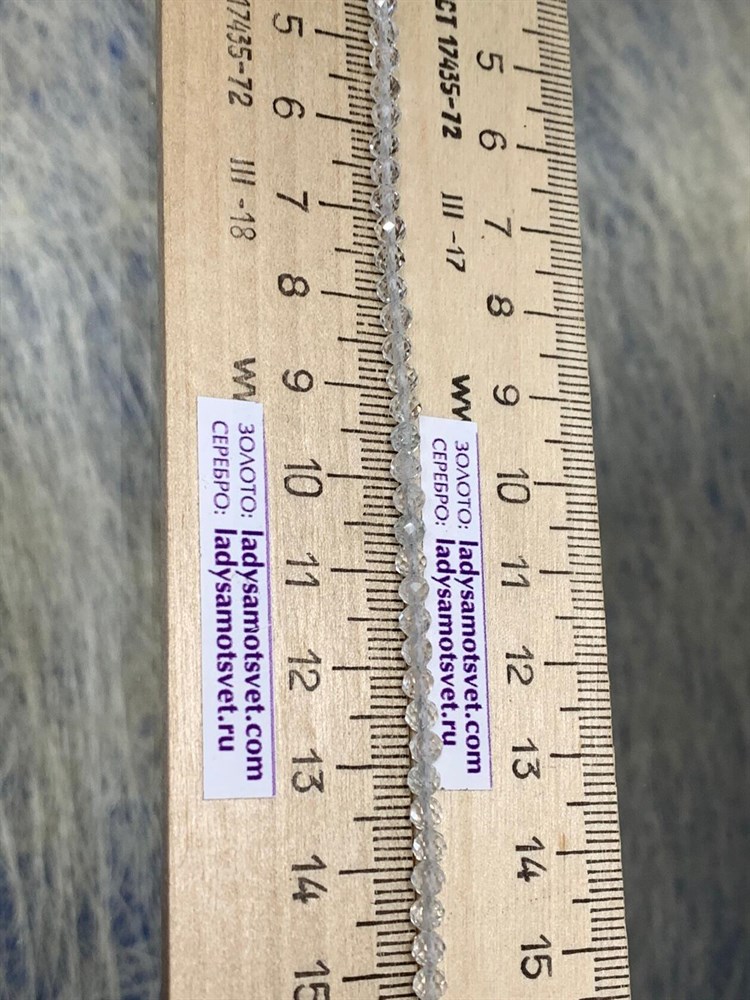 17435-72 III -18
5 6 7 8 9 10 11 12 13 14 15
ЗОЛОТО: ladysamotsvet.com
СЕРЕБРО: ladysamotsvet.ru
СТ 17435-72 III -17
5 6 7 8 9 10 11 12 13 14 15
ЗОЛОТО: ladysamotsvet.com
СЕРЕБРО: ladysamotsvet.ru